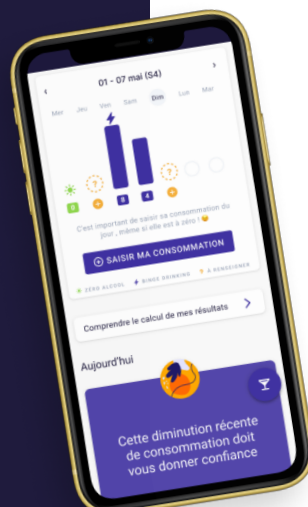 01 - 07 mai (S4)
Mer Jeu Ven Sam Dim Lun Mar
?
?
0 + 8 4 +
C'est important de saisir sa consommation du
jour, même si elle est à zéro !
SAISIR MA CONSOMMATION
ZÉRO ALCOOL BINGE DRINKING ? À RENSEIGNER
Comprendre le calcul de mes résultats
Aujourd'hui
Cette diminution récente
de consommation doit
vous donner confiance